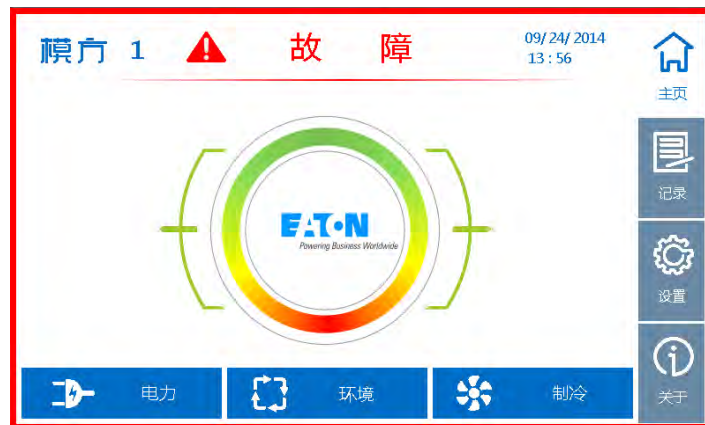 模方 1 故 障
09/24/2014
13 : 56
主页
记录
EATON
Powering Business Worldwide
设置
电力
环境
制冷
关于